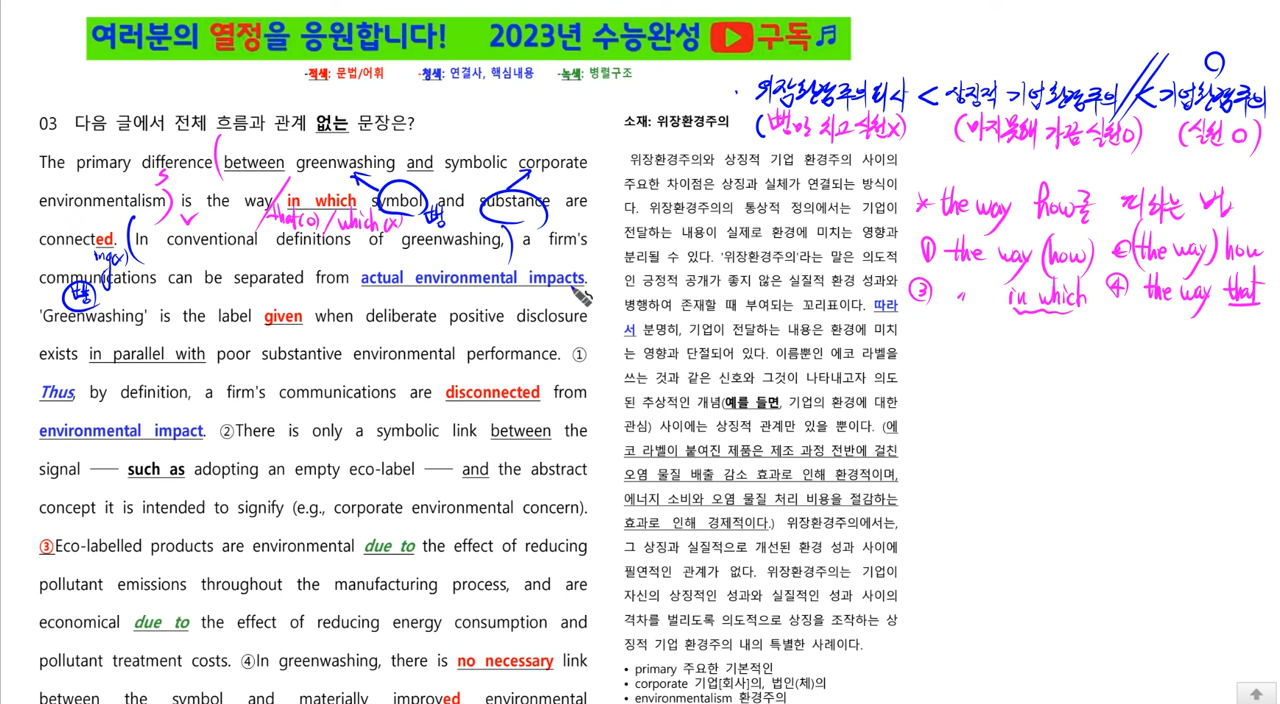 여러분의 열정을 응원합니다! 2023년 수능완성 구독
-적색: 문법/어휘 -청색: 연결사, 핵심내용 -녹색: 병렬구조
03 다음 글에서 전체 흐름과 관계 없는 문장은?
The primary difference between greenwashing and symbolic corporate
environmentalism is the way in which symbol and substance are
that(O) / which(X)
connected. In conventional definitions of greenwashing, a firm's
ing(X)
communications can be separated from actual environmental impacts.
'Greenwashing' is the label given when deliberate positive disclosure
exists in parallel with poor substantive environmental performance. ①
Thus, by definition, a firm's communications are disconnected from
environmental impact. ②There is only a symbolic link between the
signal ── such as adopting an empty eco-label ── and the abstract
concept it is intended to signify (e.g., corporate environmental concern).
③Eco-labelled products are environmental due to the effect of reducing
pollutant emissions throughout the manufacturing process, and are
economical due to the effect of reducing energy consumption and
pollutant treatment costs. ④In greenwashing, there is no necessary link
between the symbol and materially improved environmental
소재: 위장환경주의
위장환경주의와 상징적 기업 환경주의 사이의
주요한 차이점은 상징과 실체가 연결되는 방식이
다. 위장환경주의의 통상적 정의에서는 기업이
전달하는 내용이 실제로 환경에 미치는 영향과
분리될 수 있다. '위장환경주의'라는 말은 의도적
인 긍정적 공개가 좋지 않은 실질적 환경 성과와
병행하여 존재할 때 부여되는 꼬리표이다. 따라
서 분명히, 기업이 전달하는 내용은 환경에 미치
는 영향과 단절되어 있다. 이름뿐인 에코 라벨을
쓰는 것과 같은 신호와 그것이 나타내고자 의도
된 추상적인 개념(예를 들면, 기업의 환경에 대한
관심) 사이에는 상징적 관계만 있을 뿐이다. (에
코 라벨이 붙여진 제품은 제조 과정 전반에 걸친
오염 물질 배출 감소 효과로 인해 환경적이며,
에너지 소비와 오염 물질 처리 비용을 절감하는
효과로 인해 경제적이다.) 위장환경주의에서는,
그 상징과 실질적으로 개선된 환경 성과 사이에
필연적인 관계가 없다. 위장환경주의는 기업이
자신의 상징적인 성과와 실질적인 성과 사이의
격차를 벌리도록 의도적으로 상징을 조작하는 상
징적 기업 환경주의 내의 특별한 사례이다.
• primary 주요한 기본적인
• corporate 기업[회사]의, 법인(체)의
• environmentalism 환경주의
위장환경주의회사 < 상징적 기업환경주의 // < 기업환경주의
(뻥만 치고 실천X) (마지못해 가끔 실천O) (실천 O)
* the way how를 피하는 법
① the way (how) ② (the way) how
③ " in which ④ the way that